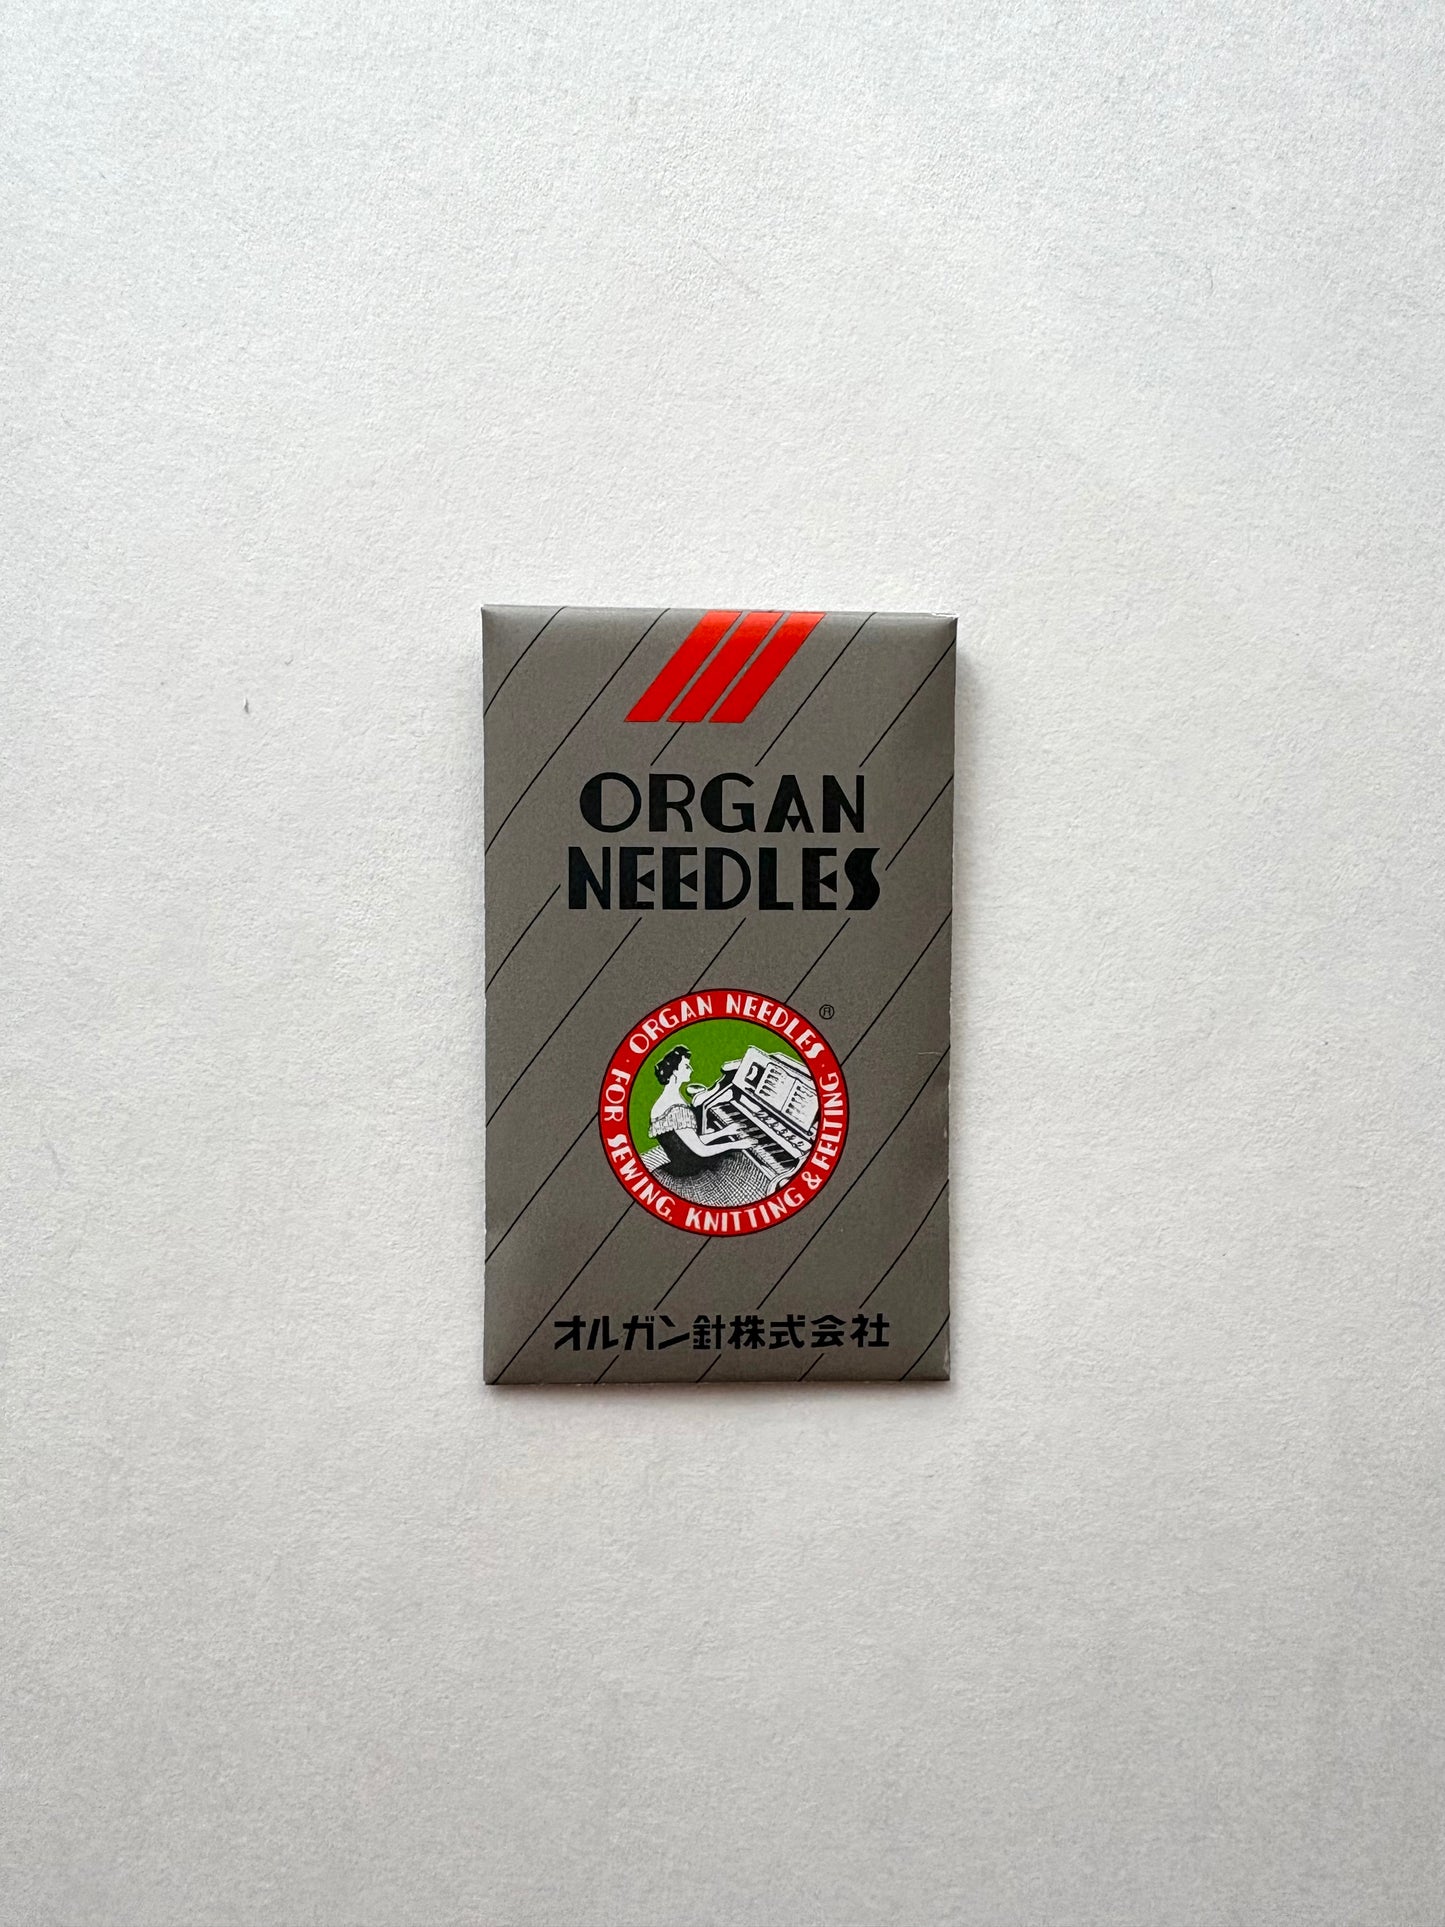 ORGAN
NEEDLES
ORGAN NEEDLES · FOR SEWING, KNITTING & FELTING ·
®
オルガン針株式会社